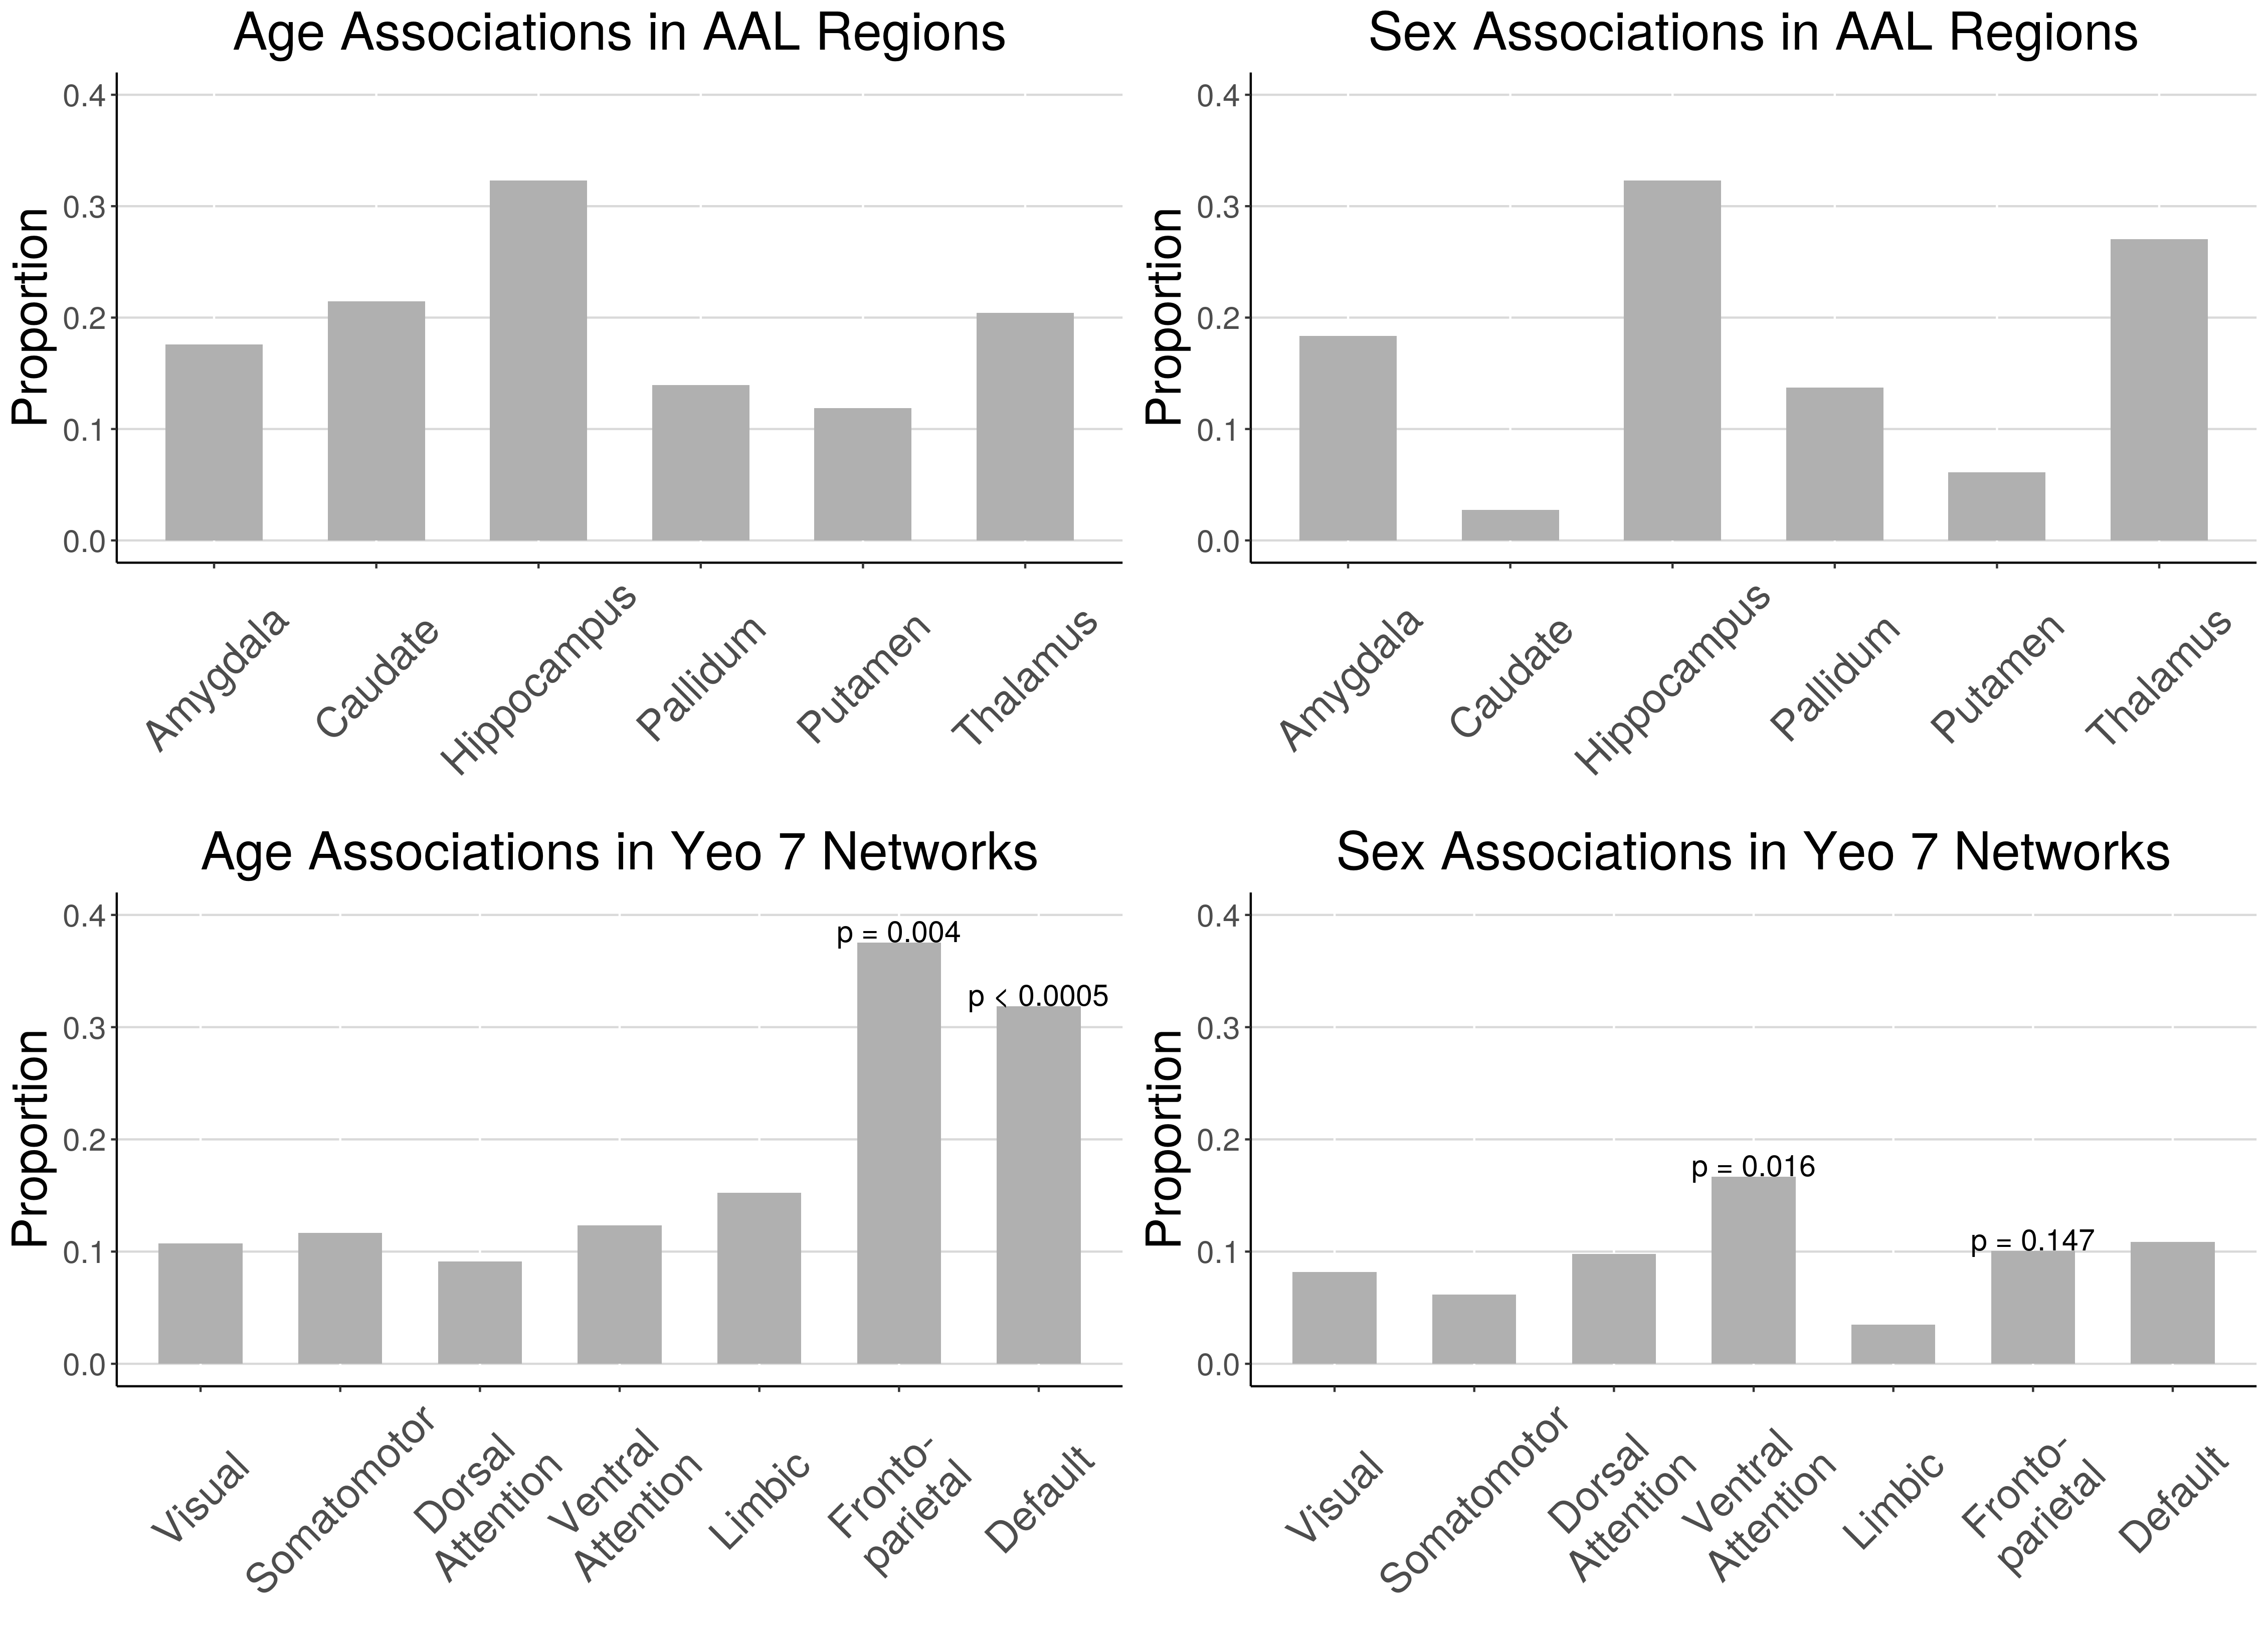 Age Associations in AAL Regions
Proportion
0.4
0.3
0.2
0.1
0.0
Amygdala
Caudate
Hippocampus
Pallidum
Putamen
Thalamus
Sex Associations in AAL Regions
Proportion
0.4
0.3
0.2
0.1
0.0
Amygdala
Caudate
Hippocampus
Pallidum
Putamen
Thalamus
Age Associations in Yeo 7 Networks
Proportion
0.4
0.3
0.2
0.1
0.0
p = 0.004
p < 0.0005
Visual
Somatomotor
Dorsal
Attention
Ventral
Attention
Limbic
Fronto-
parietal
Default
Sex Associations in Yeo 7 Networks
Proportion
0.4
0.3
0.2
0.1
0.0
p = 0.016
p = 0.147
Visual
Somatomotor
Dorsal
Attention
Ventral
Attention
Limbic
Fronto-
parietal
Default